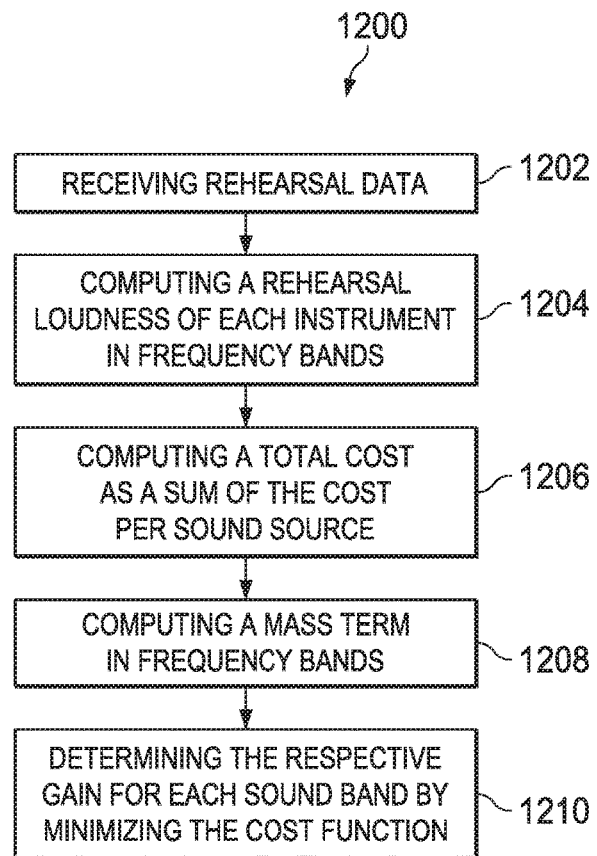 1200
RECEIVING REHEARSAL DATA
1202
COMPUTING A REHEARSAL
LOUDNESS OF EACH INSTRUMENT
IN FREQUENCY BANDS
1204
COMPUTING A TOTAL COST
AS A SUM OF THE COST
PER SOUND SOURCE
1206
COMPUTING A MASS TERM
IN FREQUENCY BANDS
1208
DETERMINING THE RESPECTIVE
GAIN FOR EACH SOUND BAND BY
MINIMIZING THE COST FUNCTION
1210